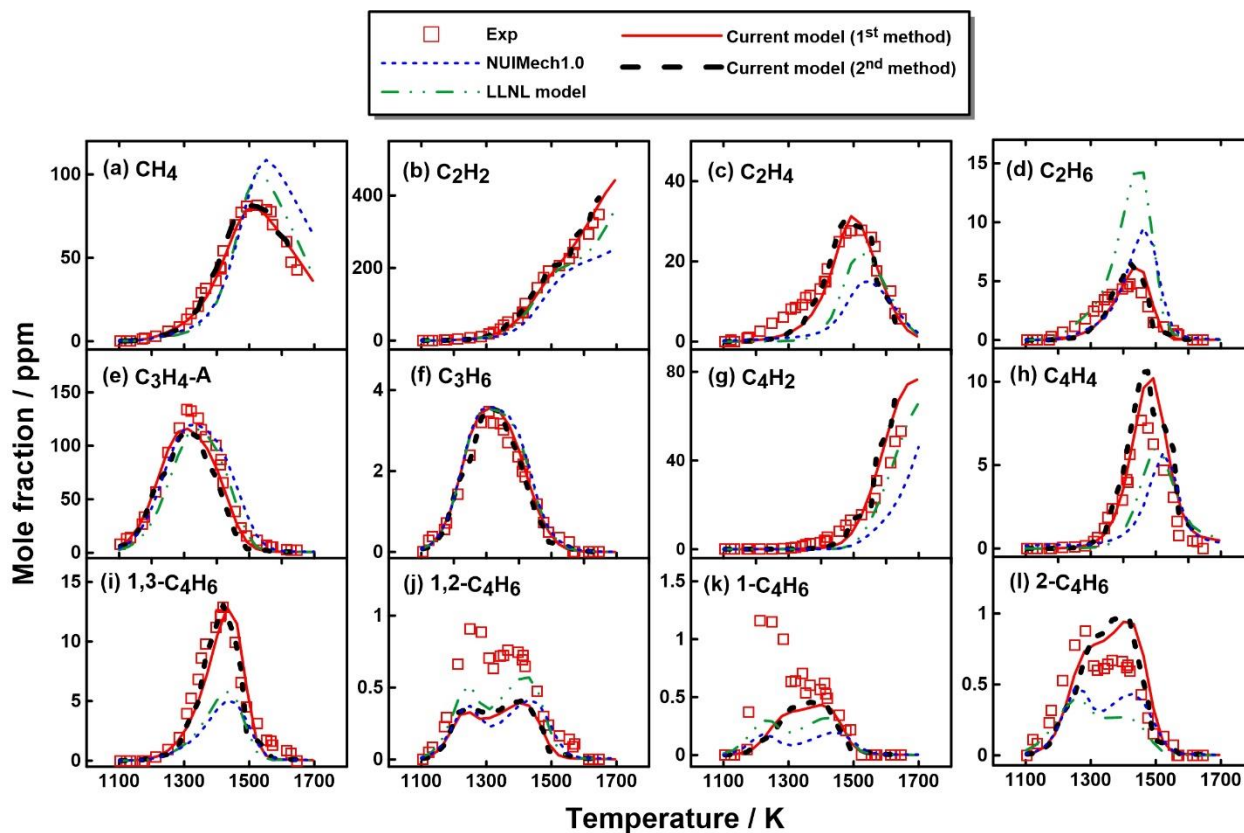 Exp
NUIMech1.0
LLNL model
Current model (1st method)
Current model (2nd method)
Mole fraction / ppm
(a) CH4
100
50
0
(b) C2H2
400
200
0
(c) C2H4
40
20
0
(d) C2H6
15
10
5
0
(e) C3H4-A
150
100
50
0
(f) C3H6
4
2
0
(g) C4H2
80
40
0
(h) C4H4
10
5
0
(i) 1,3-C4H6
15
10
5
0
1100 1300 1500 1700
(j) 1,2-C4H6
1
0.5
0
1100 1300 1500 1700
(k) 1-C4H6
1.5
1
0.5
0
1100 1300 1500 1700
(l) 2-C4H6
1
0.5
0
1100 1300 1500 1700
Temperature / K